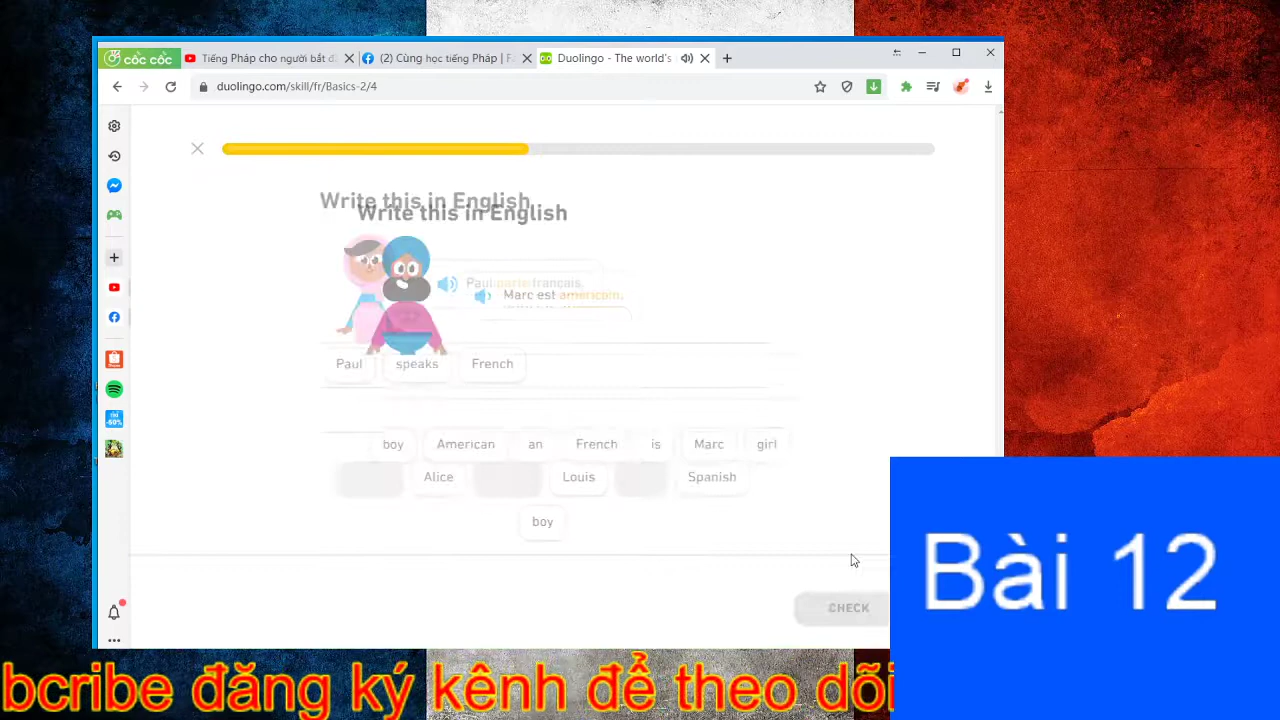 cốc cốc
Tiếng Pháp cho người bắt đ
(2) Cùng học tiếng Pháp | F
Duolingo - The world's
duolingo.com/skill/fr/Basics-2/4
Write this in English
Write this in English
Paul parle français.
Marc est américain.
Paul speaks French
boy American an French is Marc girl
Alice Louis Spanish
boy
CHECK
Bài 12
bcribe đăng ký kênh để theo dõi